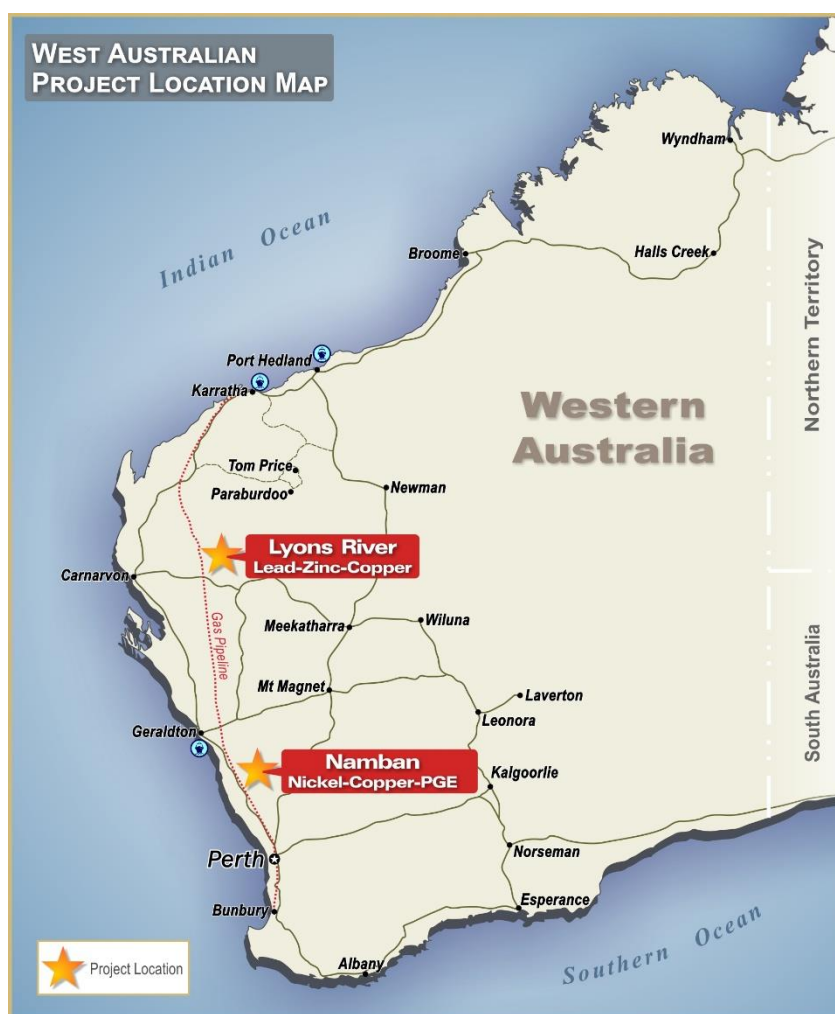 WEST AUSTRALIAN
PROJECT LOCATION MAP
Wyndham
Indian Ocean
Broome
Halls Creek
Northern Territory
Port Hedland
Karratha
Western
Australia
Tom Price
Paraburdoo
Newman
Lyons River
Lead-Zinc-Copper
Carnarvon
Gas Pipeline
Meekatharra
Wiluna
Mt Magnet
Laverton
Leonora
South Australia
Geraldton
Namban
Nickel-Copper-PGE
Kalgoorlie
Perth
Norseman
Bunbury
Esperance
Albany
Southern Ocean
Project Location